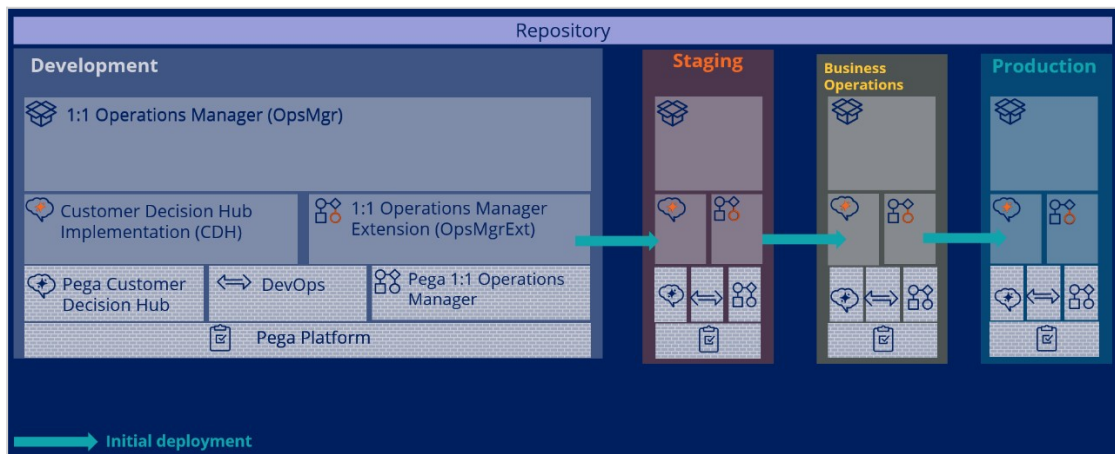 Repository
Development
1:1 Operations Manager (OpsMgr)
Customer Decision Hub
Implementation (CDH)
1:1 Operations Manager
Extension (OpsMgrExt)
Pega Customer
Decision Hub
DevOps
Pega 1:1 Operations
Manager
Pega Platform
Staging
Business
Operations
Production
Initial deployment